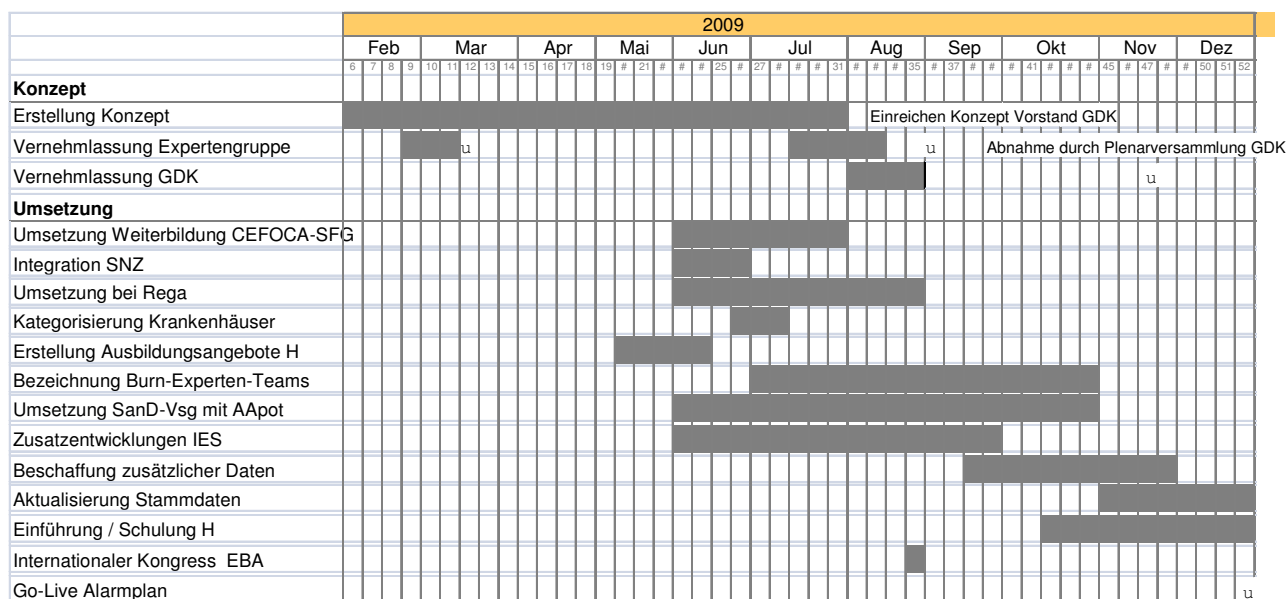 2009
Feb Mar Apr Mai Jun Jul Aug Sep Okt Nov Dez
6 7 8 9 10 11 12 13 14 15 16 17 18 19 # 21 # # # 25 # 27 # # # 31 # # # 35 # 37 # # # 41 # # # 45 # 47 # # 50 51 52
Konzept
Erstellung Konzept Einreichen Konzept Vorstand GDK
Vernehmlassung Expertengruppe u u Abnahme durch Plenarversammlung GDK
Vernehmlassung GDK u
Umsetzung
Umsetzung Weiterbildung CEFOCA-SFG
Integration SNZ
Umsetzung bei Rega
Kategorisierung Krankenhäuser
Erstellung Ausbildungsangebote H
Bezeichnung Burn-Experten-Teams
Umsetzung SanD-Vsg mit AApot
Zusatzentwicklungen IES
Beschaffung zusätzlicher Daten
Aktualisierung Stammdaten
Einführung / Schulung H
Internationaler Kongress EBA
Go-Live Alarmplan u